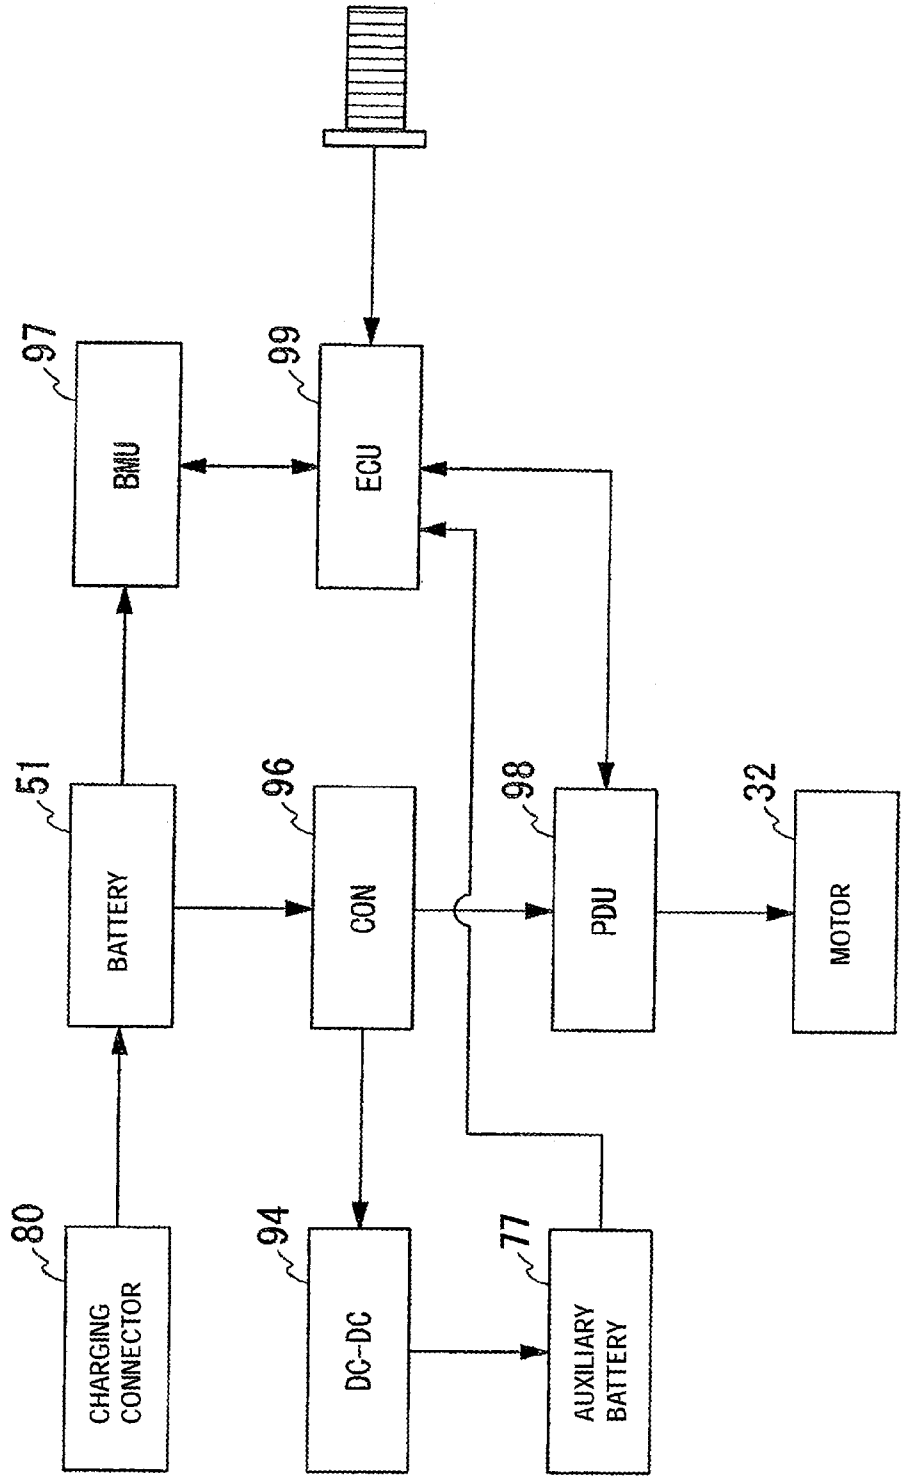 80
CHARGING
CONNECTOR
51
BATTERY
97
BMU
94
DC-DC
96
CON
99
ECU
77
AUXILIARY
BATTERY
98
PDU
32
MOTOR